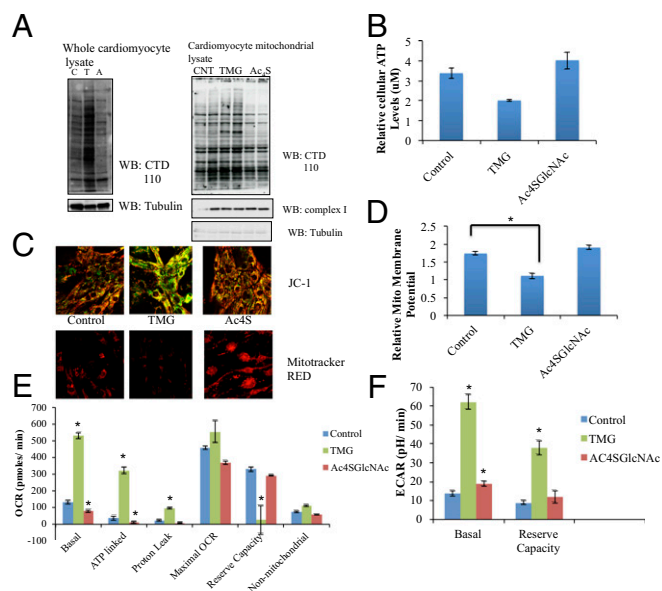 A
Whole cardiomyocyte
lysate
C T A
WB: CTD
110
WB: Tubulin
Cardiomyocyte mitochondrial
lysate
CNT TMG Ac4S
WB: CTD
110
WB: complex I
WB: Tubulin
B
Relative cellular ATP
Levels (uM)
5
4
3
2
1
0
Control
TMG
Ac4SGlcNAc
C
JC-1
Control TMG Ac4S
Mitotracker
RED
D
Relative Mito Membrane
Potential
2.5
2
1.5
1
0.5
0
*
Control
TMG
Ac4SGlcNAc
E
OCR (pmoles/ min)
700
600
500
400
300
200
100
0
-100
* * * * * *
Control
TMG
Ac4SGlcNAc
Basal
ATP linked
Proton Leak
Maximal OCR
Reserve Capacity
Non-mitochondrial
F
ECAR (pH/ min)
70
60
50
40
30
20
10
0
* * *
Control
TMG
AC4SGlcNAc
Basal
Reserve
Capacity